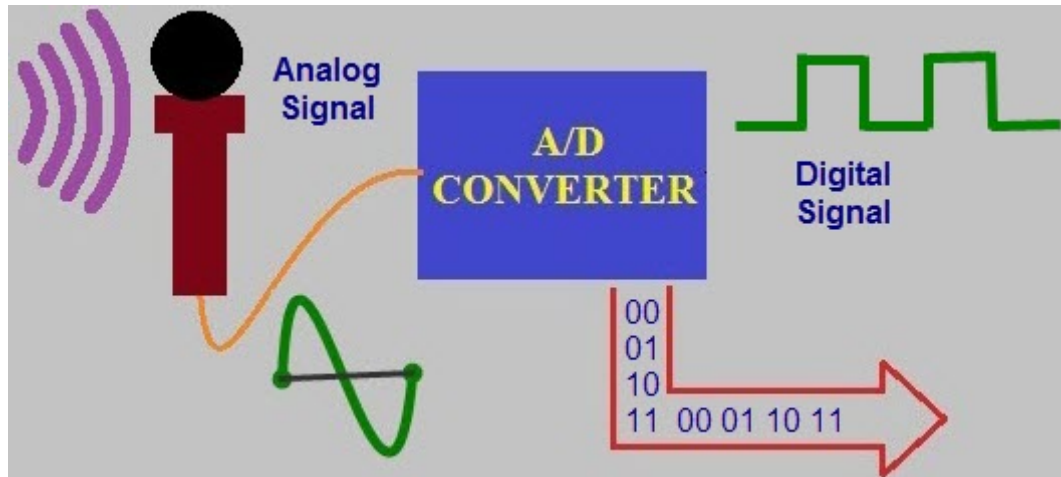 Analog
Signal
A/D
CONVERTER
Digital
Signal
00
01
10
11 00 01 10 11